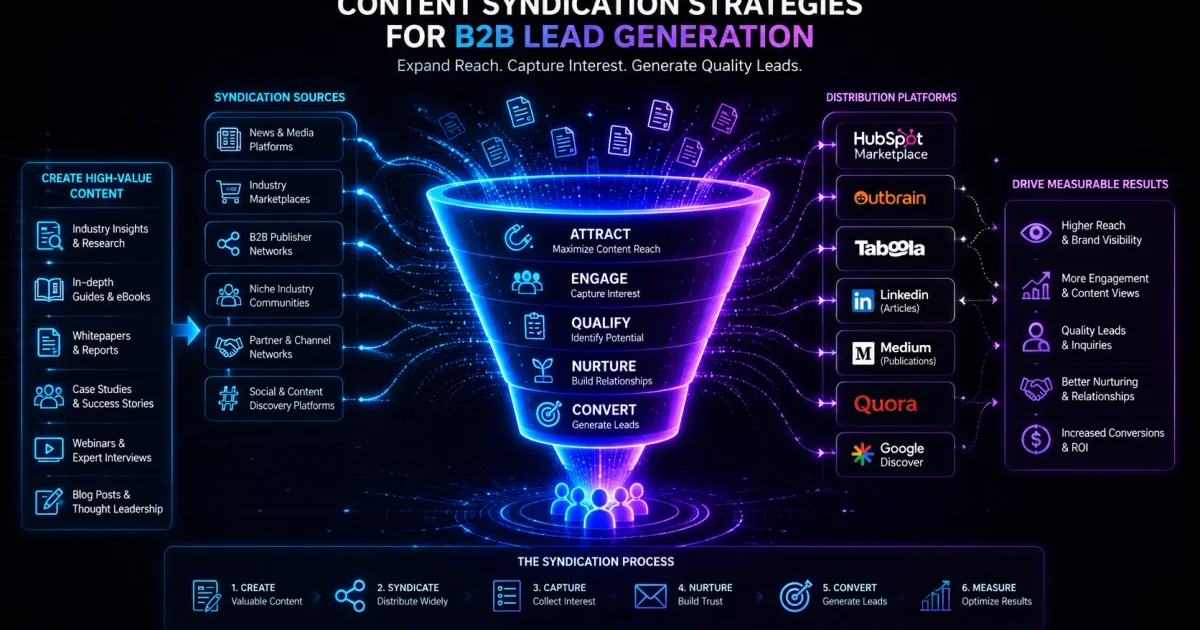 CONTENT SYNDICATION STRATEGIES
FOR B2B LEAD GENERATION
Expand Reach. Capture Interest. Generate Quality Leads.
CREATE HIGH-VALUE
CONTENT
Industry Insights
& Research
In-depth
Guides & eBooks
Whitepapers
& Reports
Case Studies
& Success Stories
Webinars &
Expert Interviews
Blog Posts &
Thought Leadership
SYNDICATION SOURCES
News & Media
Platforms
Industry
Marketplaces
B2B Publisher
Networks
Niche Industry
Communities
Partner & Channel
Networks
Social & Content
Discovery Platforms
ATTRACT
Maximize Content Reach
ENGAGE
Capture Interest
QUALIFY
Identify Potential
NURTURE
Build Relationships
CONVERT
Generate Leads
DISTRIBUTION PLATFORMS
HubSpot
Marketplace
Outbrain
Taboola
in LinkedIn
(Articles)
M Medium
(Publications)
Quora
Google
Discover
DRIVE MEASURABLE RESULTS
Higher Reach
& Brand Visibility
More Engagement
& Content Views
Quality Leads
& Inquiries
Better Nurturing
& Relationships
Increased Conversions
& ROI
THE SYNDICATION PROCESS
1. CREATE
Valuable Content
2. SYNDICATE
Distribute Widely
3. CAPTURE
Collect Interest
4. NURTURE
Build Trust
5. CONVERT
Generate Leads
6. MEASURE
Optimize Results